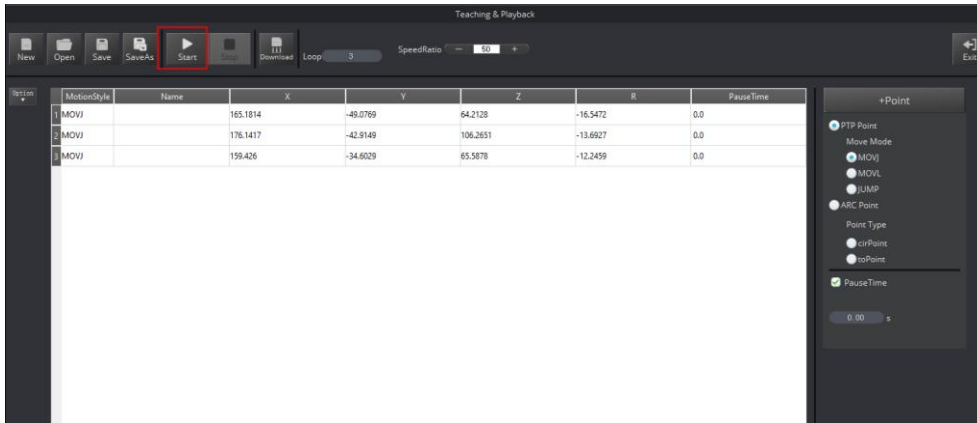 Teaching & Playback
New Open Save SaveAs Start Stop Download Loop 3 SpeedRatio − 50 + Exit
Option
MotionStyle Name X Y Z R PauseTime
1 MOVJ 165.1814 -49.0769 64.2128 -16.5472 0.0
2 MOVJ 176.1417 -42.9149 106.2651 -13.6927 0.0
3 MOVJ 159.426 -34.6029 65.5878 -12.2459 0.0
+Point
PTP Point
Move Mode
MOVJ
MOVL
JUMP
ARC Point
Point Type
cirPoint
toPoint
PauseTime
0.00 s